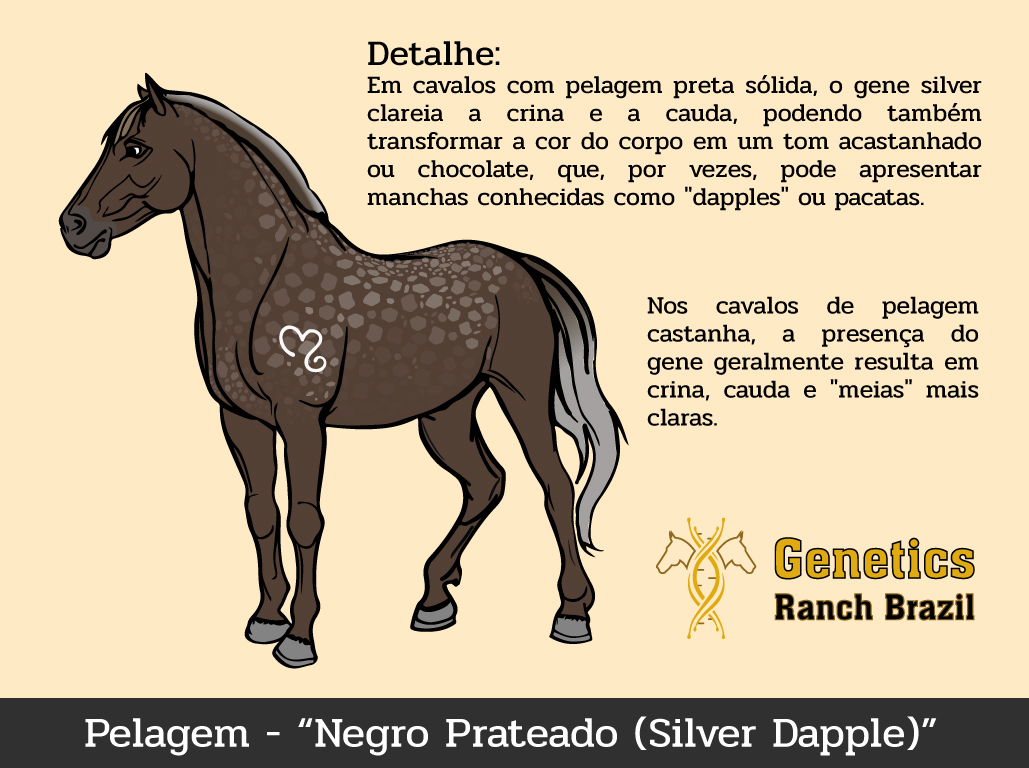 Detalhe:
Em cavalos com pelagem preta sólida, o gene silver
clareia a crina e a cauda, podendo também
transformar a cor do corpo em um tom acastanhado
ou chocolate, que, por vezes, pode apresentar
manchas conhecidas como "dapples" ou pacatas.
Nos cavalos de pelagem
castanha, a presença do
gene geralmente resulta em
crina, cauda e "meias" mais
claras.
Genetics
Ranch Brazil
Pelagem - “Negro Prateado (Silver Dapple)”